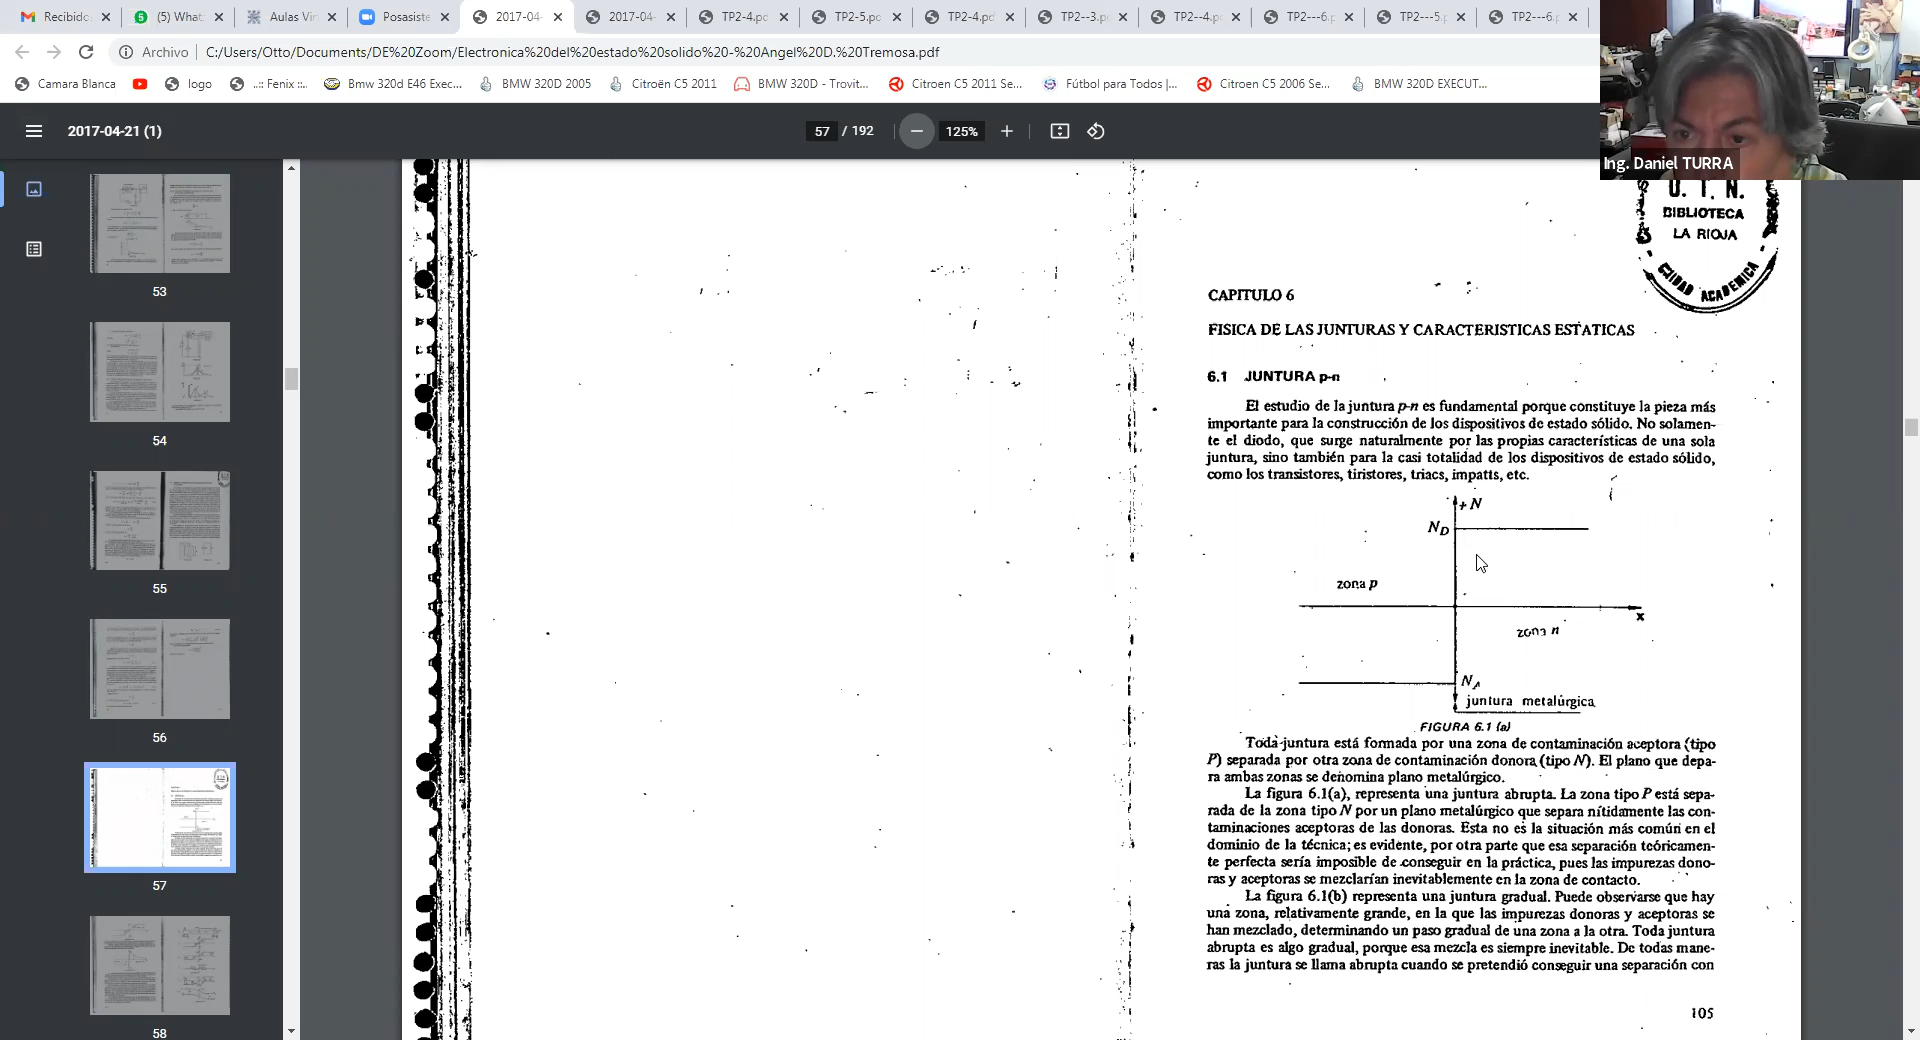 Recibidos
(5) What
Aulas Vir
Posasiste
2017-04-
2017-04-
TP2-4.pd
TP2-5.pc
TP2-4.pd
TP2--3.p
TP2--4.p
TP2---6.p
TP2---5.p
TP2---6.p
Archivo
C:/Users/Otto/Documents/DE%20Zoom/Electronica%20del%20estado%20solido%20-%20Angel%20D.%20Tremosa.pdf
Camara Blanca
logo
..:: Fenix ::..
Bmw 320d E46 Exec...
BMW 320D 2005
Citroën C5 2011
BMW 320D - Trovit...
Citroen C5 2011 Se...
Fútbol para Todos |...
Citroen C5 2006 Se...
BMW 320D EXECUT...
Ing. Daniel TURRA
2017-04-21 (1)
57 / 192
125%
53
54
55
56
57
58
U. T. N.
BIBLIOTECA
LA RIOJA
ACADEMICA
CAPITULO 6
FISICA DE LAS JUNTURAS Y CARACTERISTICAS ESTATICAS
6.1 JUNTURA p-n
El estudio de la juntura p-n es fundamental porque constituye la pieza más
importante para la construcción de los dispositivos de estado sólido. No solamen-
te el diodo, que surge naturalmente por las propias características de una sola
juntura, sino también para la casi totalidad de los dispositivos de estado sólido,
como los transistores, tiristores, triacs, impatts, etc.
+ N
N_D
zona p
x
zona n
N_A
juntura metalúrgica
FIGURA 6.1 (a)
Toda juntura está formada por una zona de contaminación aceptora (tipo
P) separada por otra zona de contaminación donora (tipo N). El plano que depa-
ra ambas zonas se denomina plano metalúrgico.
La figura 6.1(a), representa una juntura abrupta. La zona tipo P está sepa-
rada de la zona tipo N por un plano metalúrgico que separa nítidamente las con-
taminaciones aceptoras de las donoras. Esta no es la situación más común en el
dominio de la técnica; es evidente, por otra parte que esa separación teóricamen-
te perfecta sería imposible de conseguir en la práctica, pues las impurezas dono-
ras y aceptoras se mezclarían inevitablemente en la zona de contacto.
La figura 6.1(b) representa una juntura gradual. Puede observarse que hay
una zona, relativamente grande, en la que las impurezas donoras y aceptoras se
han mezclado, determinando un paso gradual de una zona a la otra. Toda juntura
abrupta es algo gradual, porque esa mezcla es siempre inevitable. De todas mane-
ras la juntura se llama abrupta cuando se pretendió conseguir una separación con
105